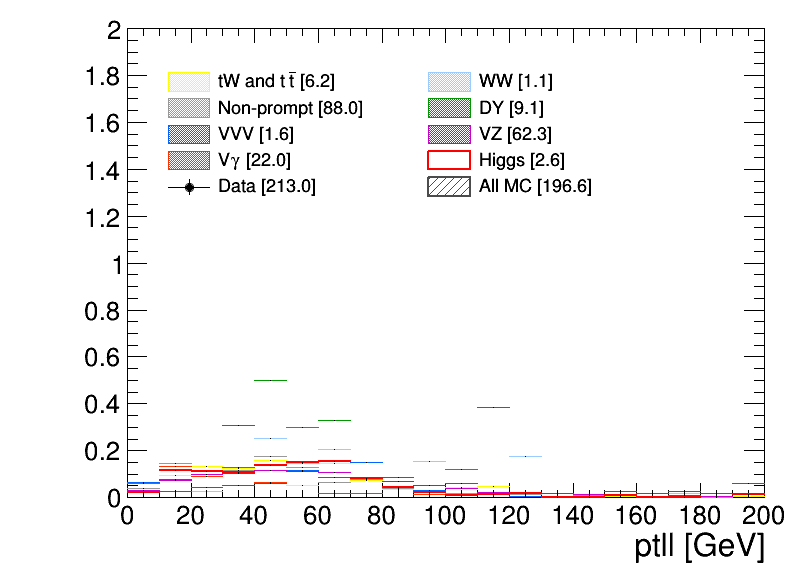 2
1.8
1.6
1.4
1.2
1
0.8
0.6
0.4
0.2
0
tW and t t̄ [6.2]
WW [1.1]
Non-prompt [88.0]
DY [9.1]
VVV [1.6]
VZ [62.3]
Vγ [22.0]
Higgs [2.6]
Data [213.0]
All MC [196.6]
0 20 40 60 80 100 120 140 160 180 200
ptll [GeV]